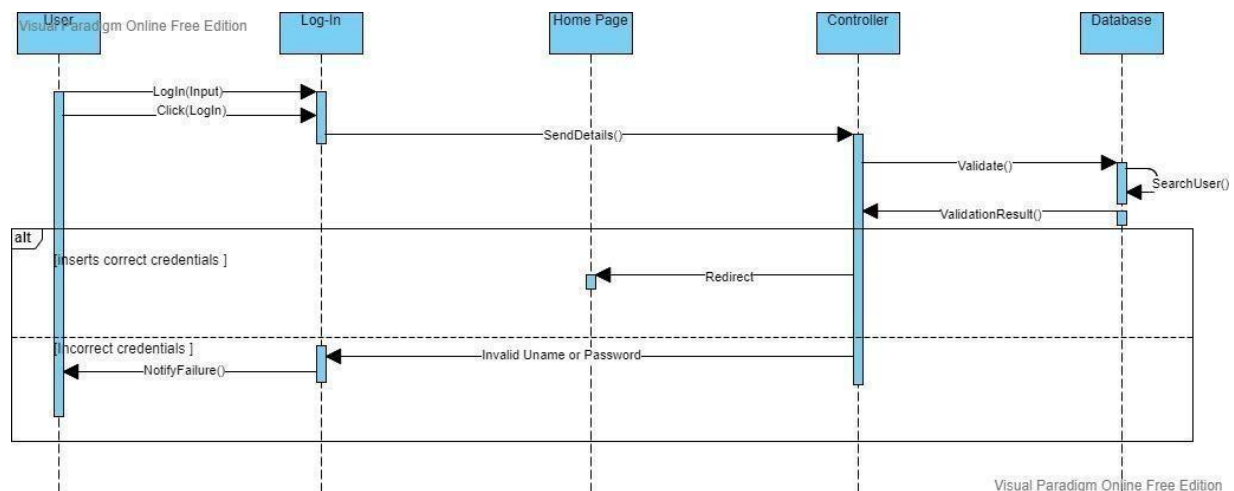 Visual Paradigm Online Free Edition
User
Log-In
Home Page
Controller
Database
LogIn(Input)
Click(LogIn)
SendDetails()
Validate()
SearchUser()
ValidationResult()
alt
[inserts correct credentials ]
Redirect
[Incorrect credentials ]
Invalid Uname or Password
NotifyFailure()
Visual Paradigm Online Free Edition